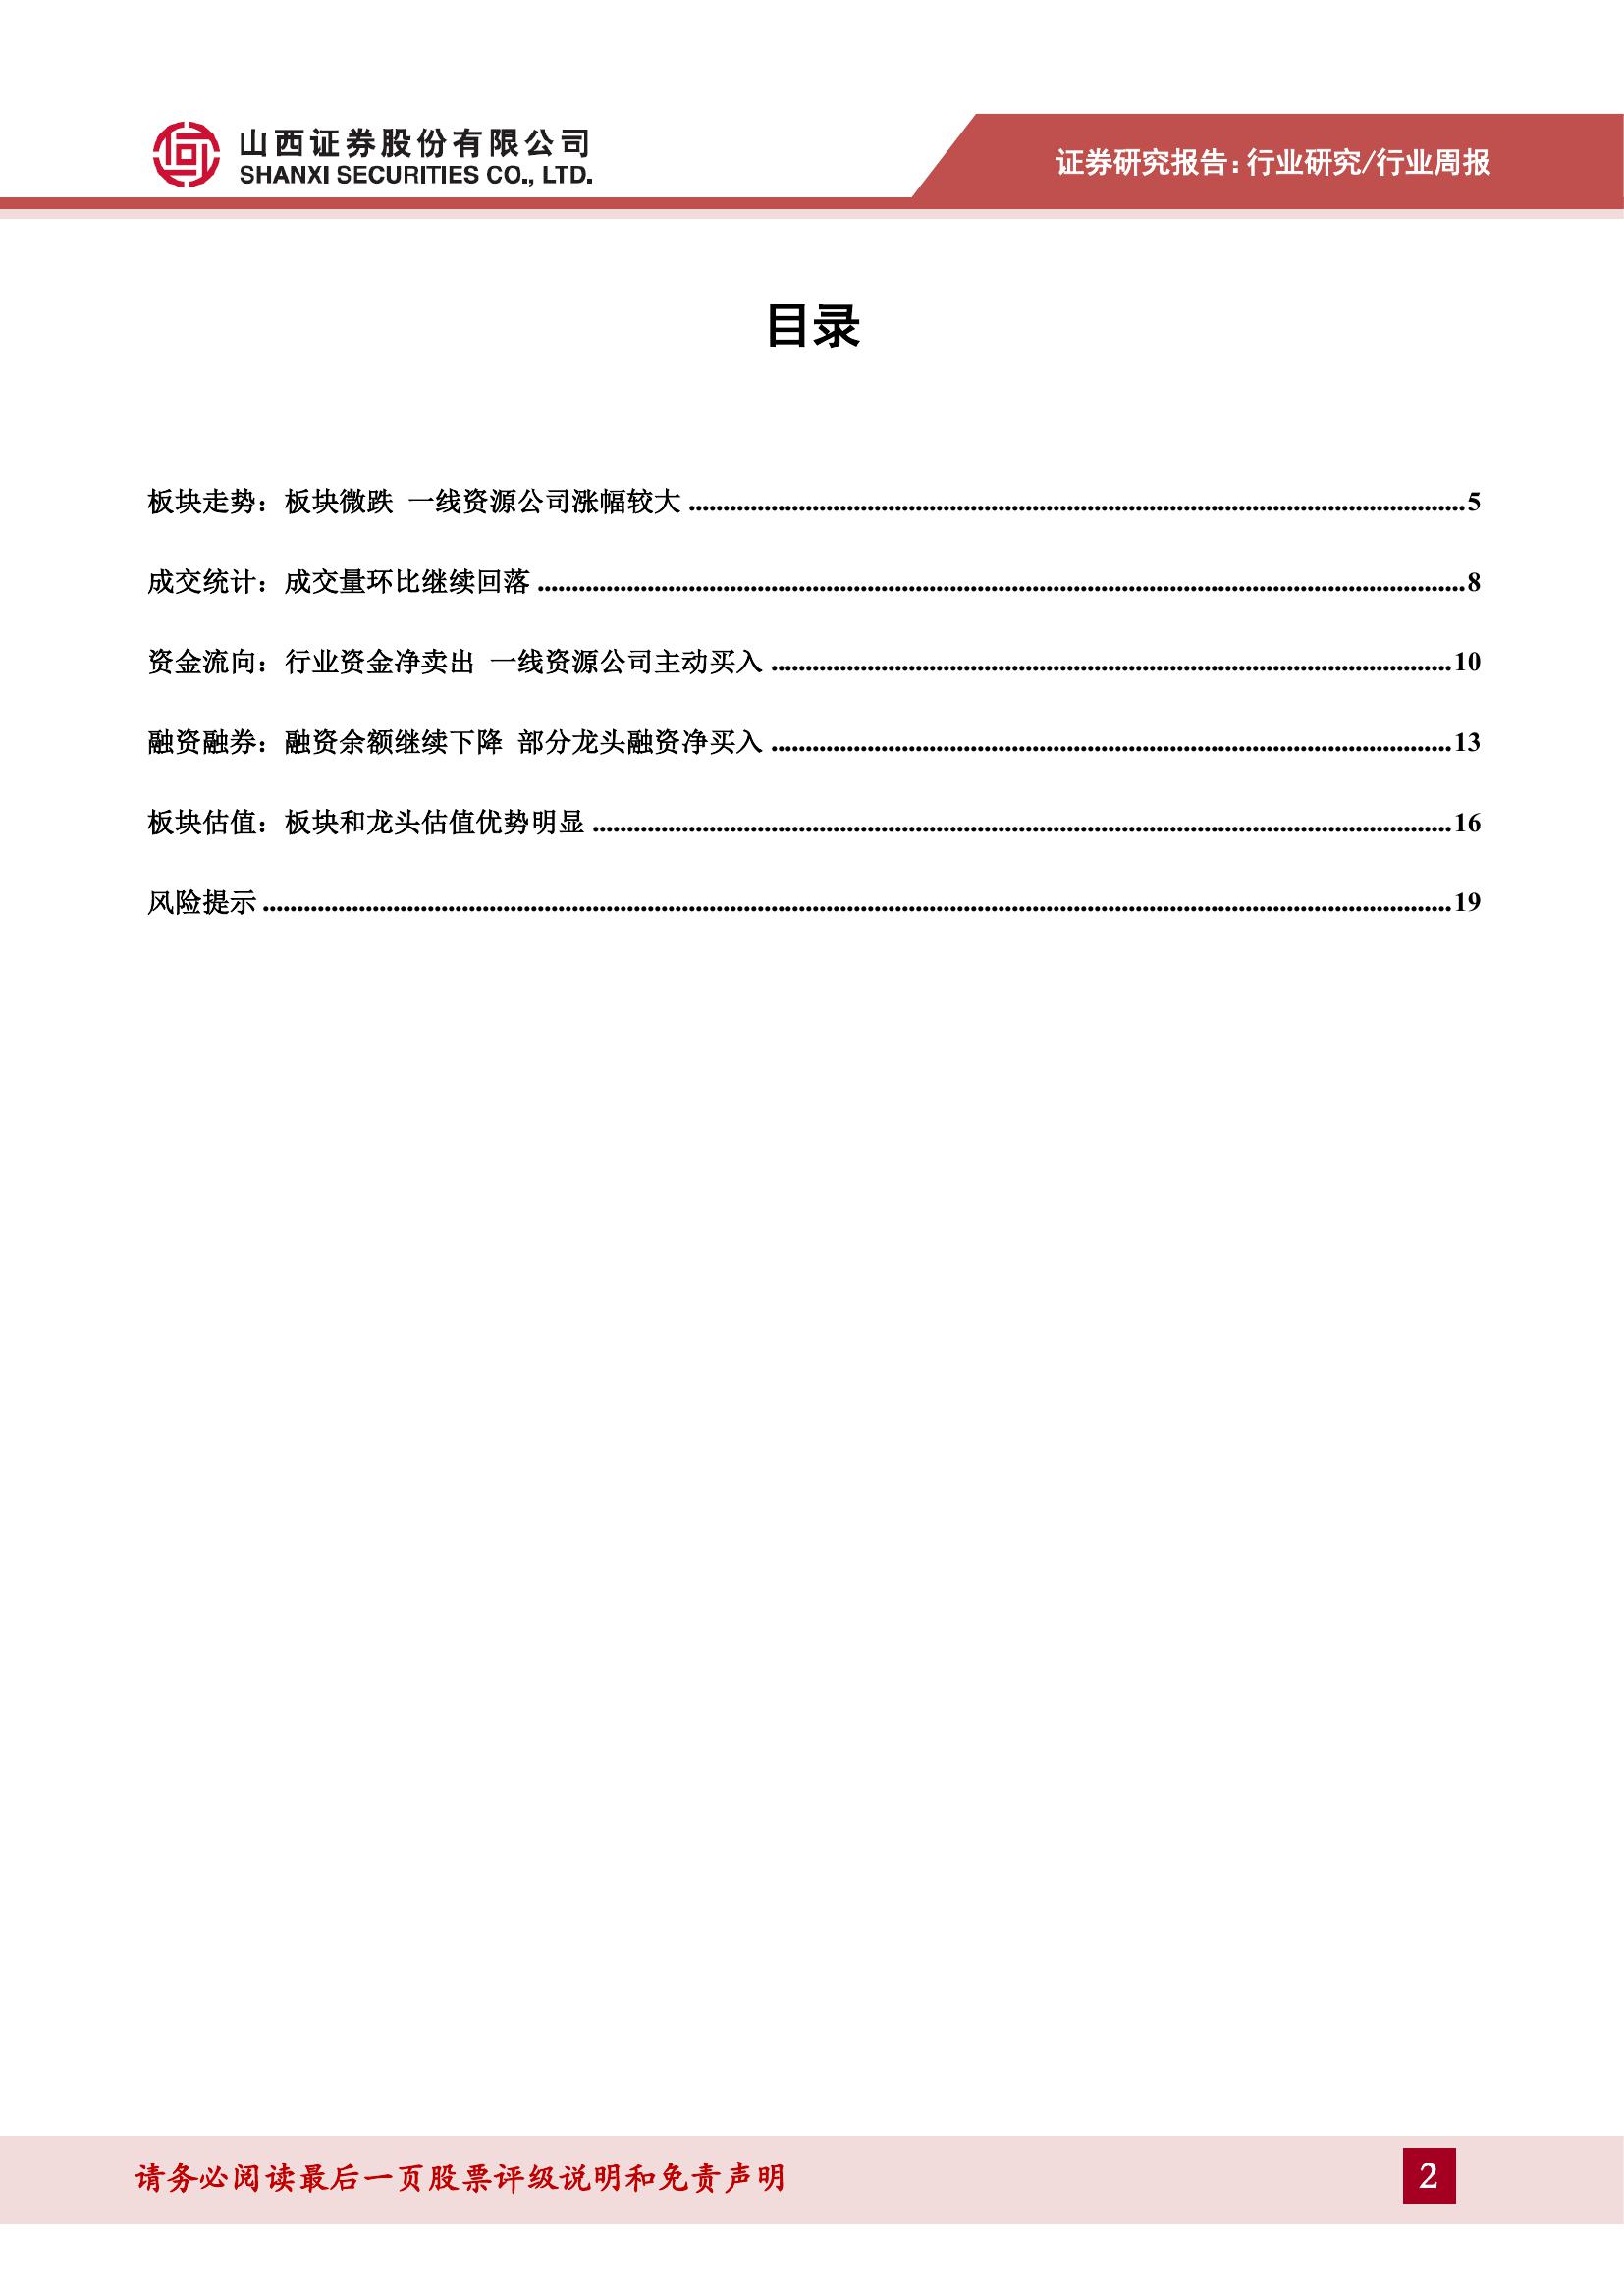 山西证券股份有限公司
SHANXI SECURITIES CO., LTD.
证券研究报告：行业研究/行业周报
目录
板块走势：板块微跌 一线资源公司涨幅较大 5
成交统计：成交量环比继续回落 8
资金流向：行业资金净卖出 一线资源公司主动买入 10
融资融券：融资余额继续下降 部分龙头融资净买入 13
板块估值：板块和龙头估值优势明显 16
风险提示 19
请务必阅读最后一页股票评级说明和免责声明
2